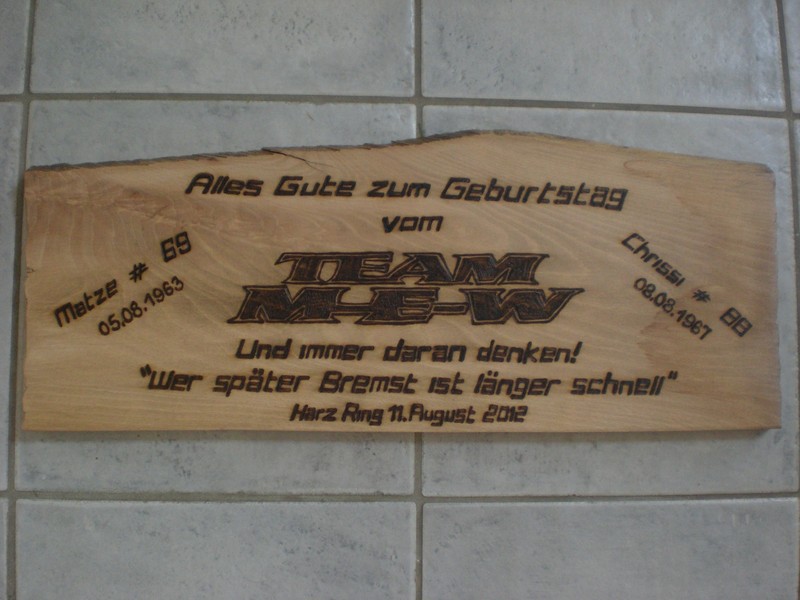 Alles Gute zum Geburtstag
vom
TEAM
M-E-W
Matze # 69
05.08.1963
Chrissi # 88
08.08.1967
Und immer daran denken!
"Wer später Bremst ist länger schnell"
Harz Ring 11. August 2012